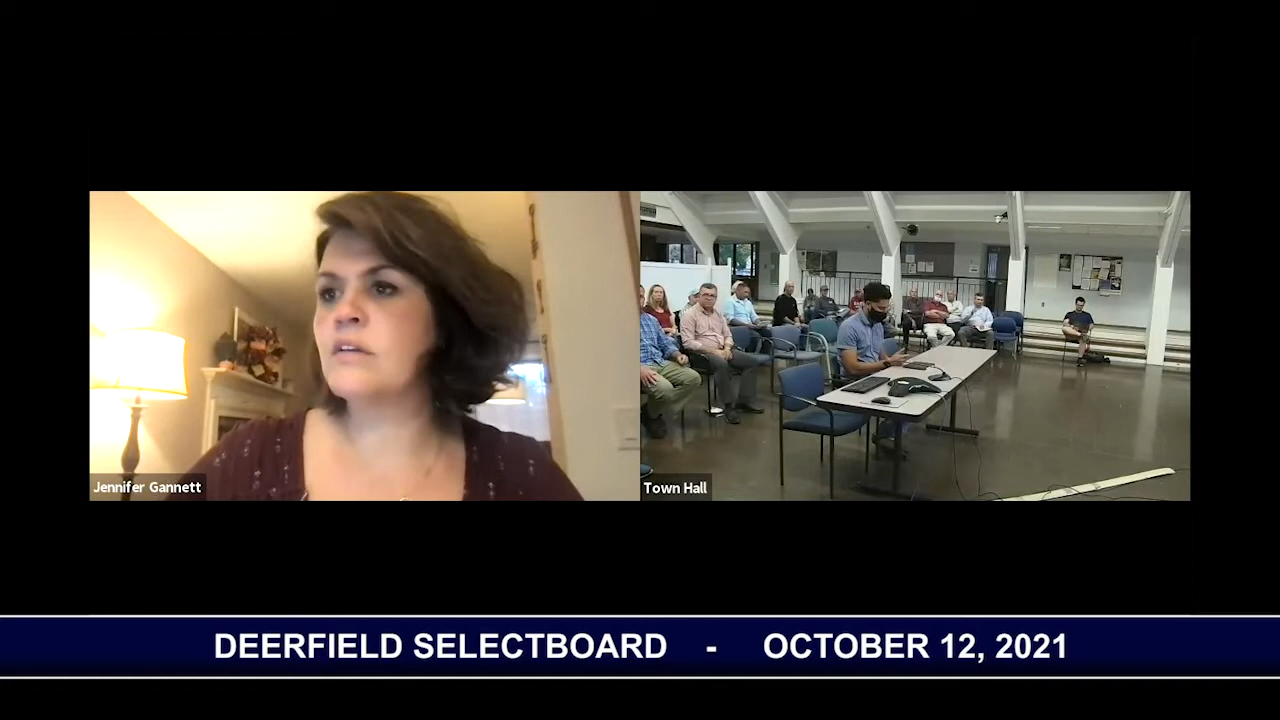 Jennifer Gannett
Town Hall
DEERFIELD SELECTBOARD - OCTOBER 12, 2021